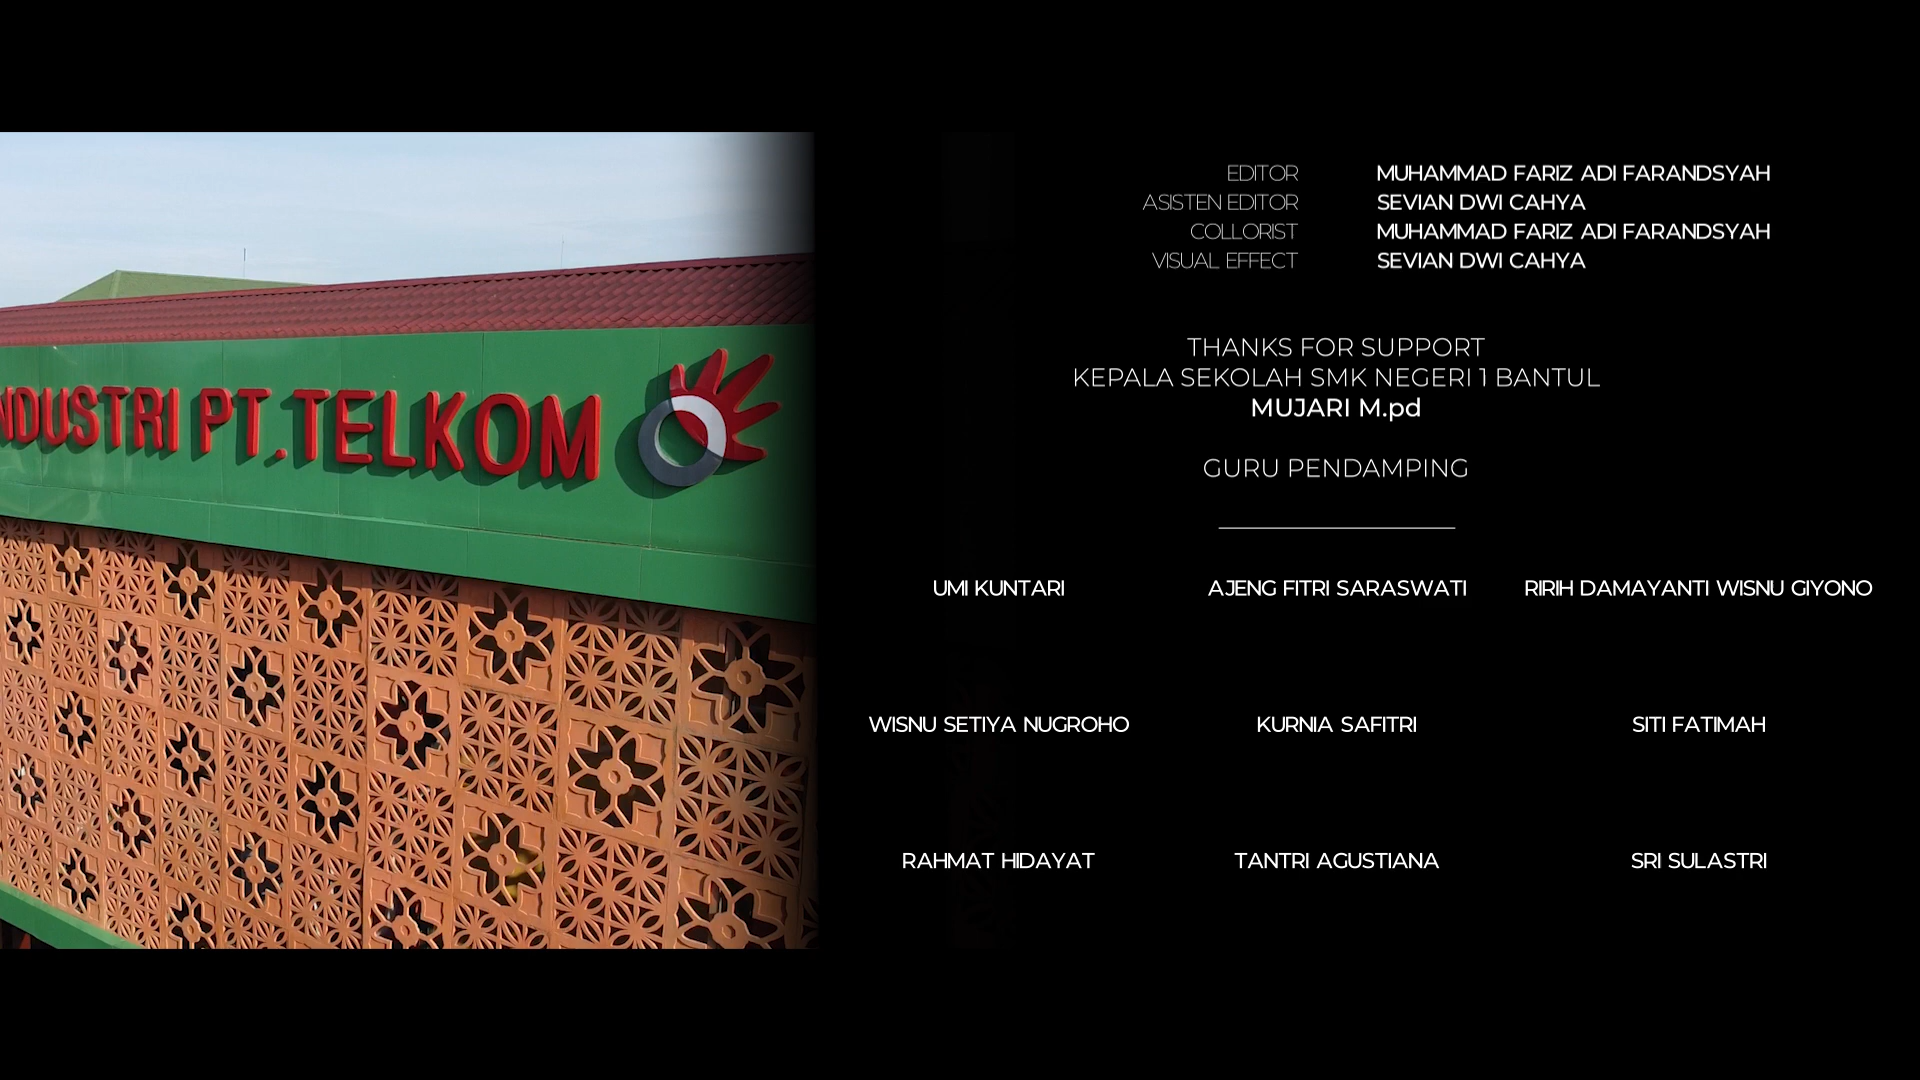 NDUSTRI PT.TELKOM
EDITOR MUHAMMAD FARIZ ADI FARANDSYAH
ASISTEN EDITOR SEVIAN DWI CAHYA
COLLORIST MUHAMMAD FARIZ ADI FARANDSYAH
VISUAL EFFECT SEVIAN DWI CAHYA
THANKS FOR SUPPORT
KEPALA SEKOLAH SMK NEGERI 1 BANTUL
MUJARI M.pd
GURU PENDAMPING
UMI KUNTARI AJENG FITRI SARASWATI RIRIH DAMAYANTI WISNU GIYONO
WISNU SETIYA NUGROHO KURNIA SAFITRI SITI FATIMAH
RAHMAT HIDAYAT TANTRI AGUSTIANA SRI SULASTRI